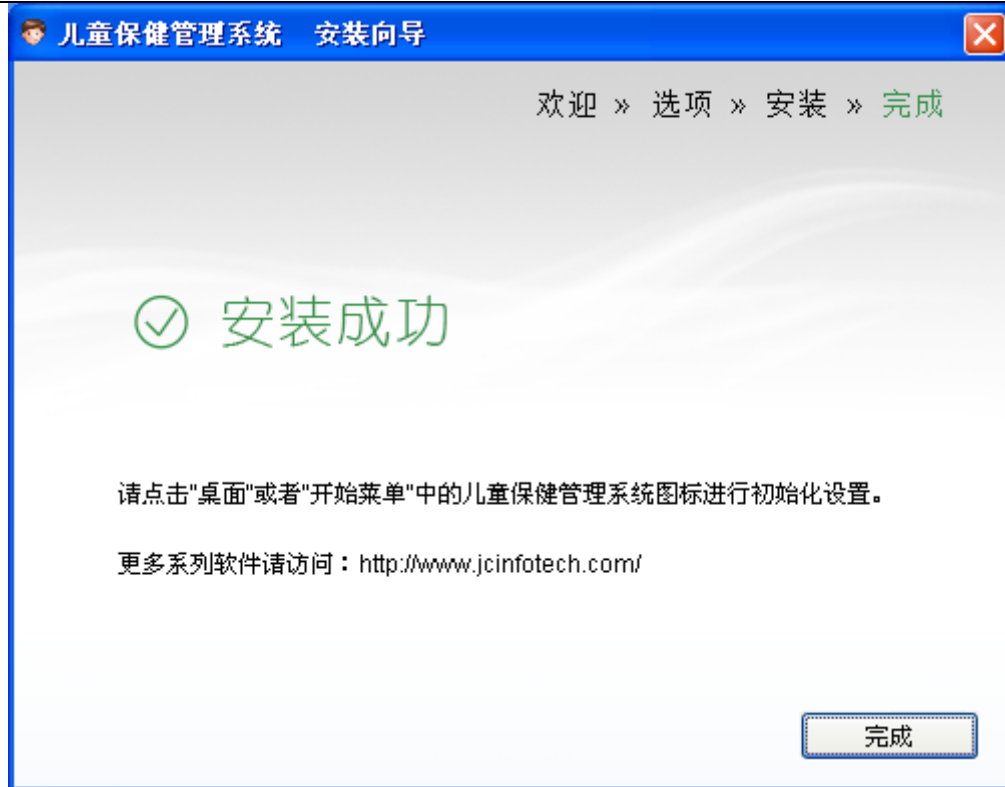 儿童保健管理系统 安装向导
欢迎 » 选项 » 安装 » 完成
安装成功
请点击"桌面"或者"开始菜单"中的儿童保健管理系统图标进行初始化设置。
更多系列软件请访问：http://www.jcinfotech.com/
完成